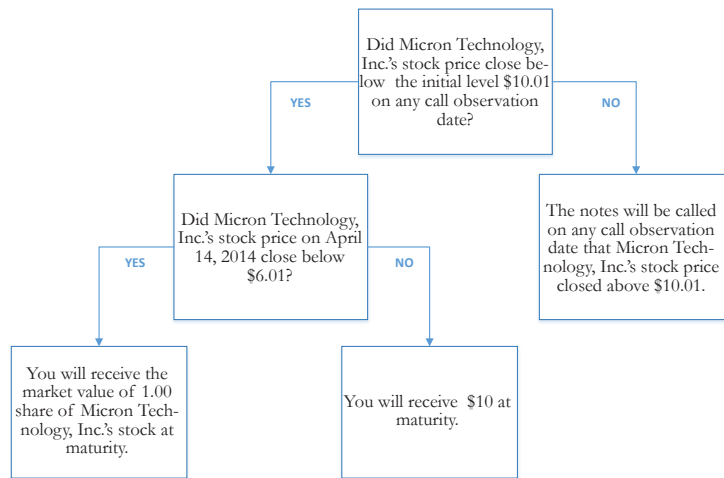 Did Micron Technology,
Inc.'s stock price close be-
low the initial level $10.01
on any call observation
date?
YES
NO
Did Micron Technology,
Inc.'s stock price on April
14, 2014 close below
$6.01?
The notes will be called
on any call observation
date that Micron Tech-
nology, Inc.'s stock price
closed above $10.01.
YES
NO
You will receive the
market value of 1.00
share of Micron Tech-
nology, Inc.'s stock at
maturity.
You will receive $10 at
maturity.